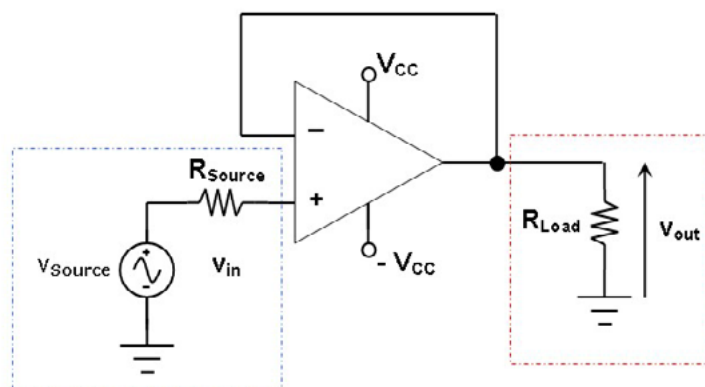 VCC
−
RSource
+
+
-
VSource
vin
- VCC
RLoad
vout